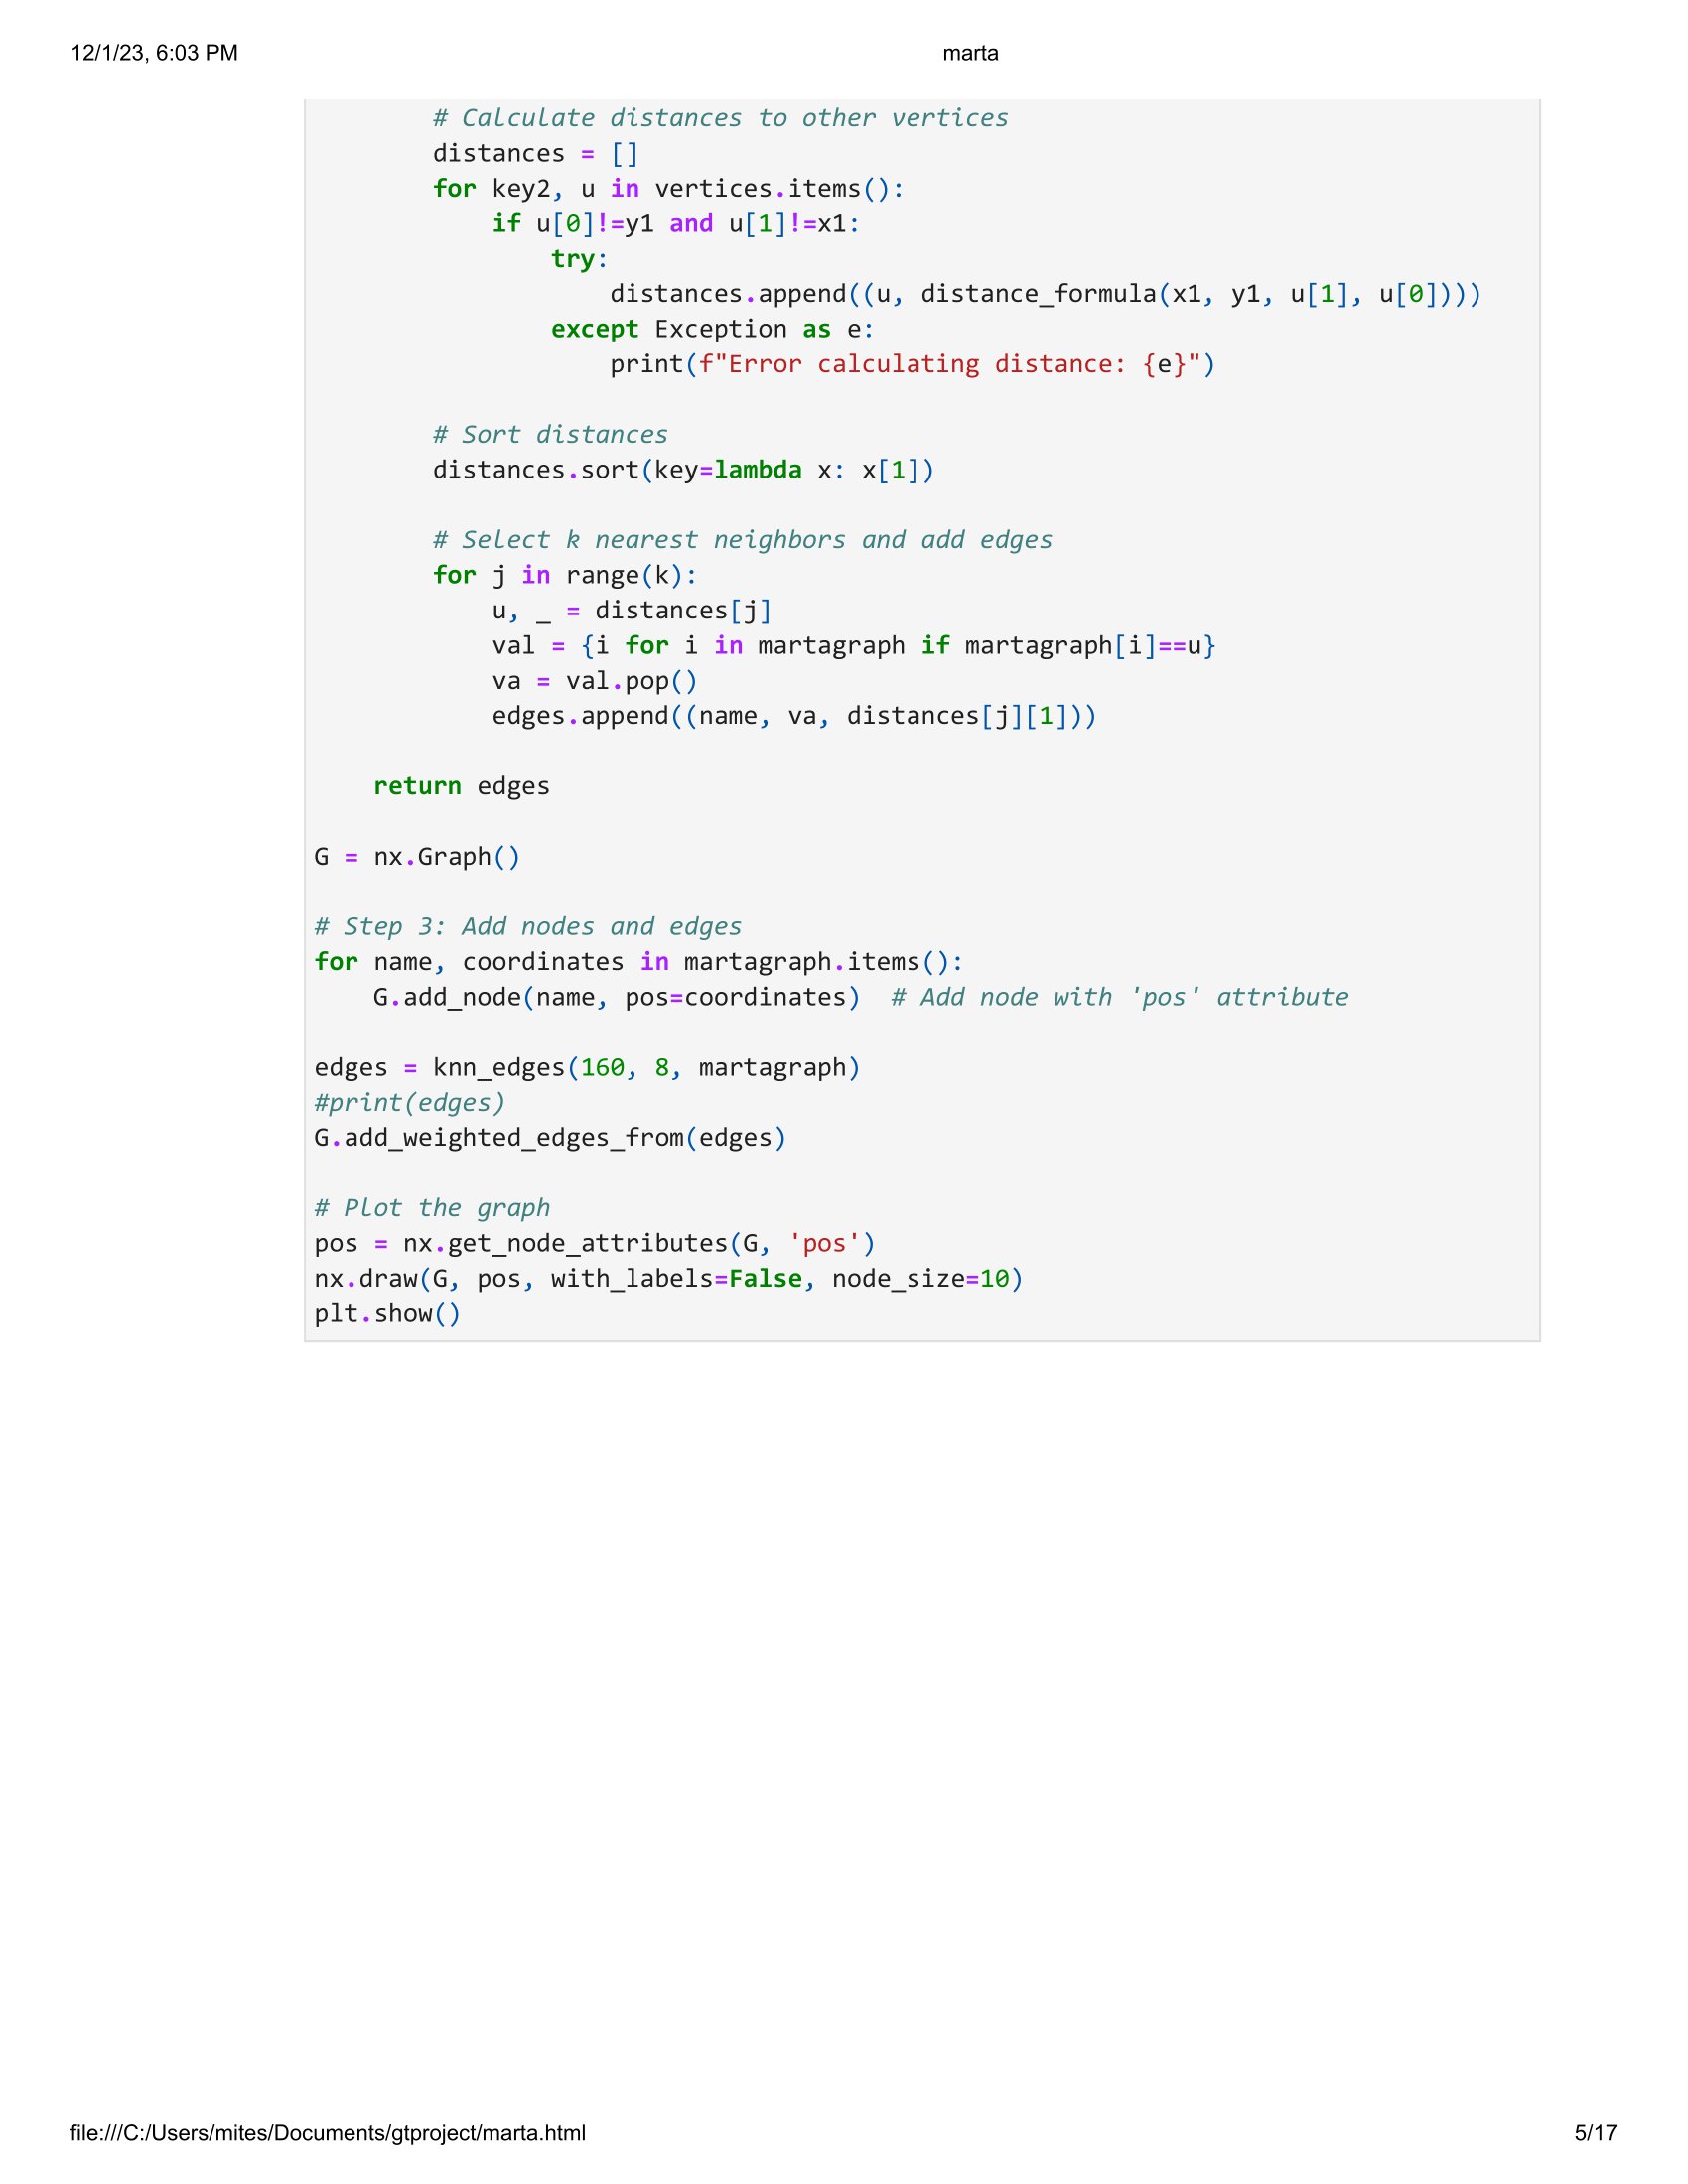 12/1/23, 6:03 PM marta
# Calculate distances to other vertices
distances = []
for key2, u in vertices.items():
if u[0]!=y1 and u[1]!=x1:
try:
distances.append((u, distance_formula(x1, y1, u[1], u[0])))
except Exception as e:
print(f"Error calculating distance: {e}")
# Sort distances
distances.sort(key=lambda x: x[1])
# Select k nearest neighbors and add edges
for j in range(k):
u, _ = distances[j]
val = {i for i in martagraph if martagraph[i]==u}
va = val.pop()
edges.append((name, va, distances[j][1]))
return edges
G = nx.Graph()
# Step 3: Add nodes and edges
for name, coordinates in martagraph.items():
G.add_node(name, pos=coordinates)  # Add node with 'pos' attribute
edges = knn_edges(160, 8, martagraph)
#print(edges)
G.add_weighted_edges_from(edges)
# Plot the graph
pos = nx.get_node_attributes(G, 'pos')
nx.draw(G, pos, with_labels=False, node_size=10)
plt.show()
file:///C:/Users/mites/Documents/gtproject/marta.html 5/17